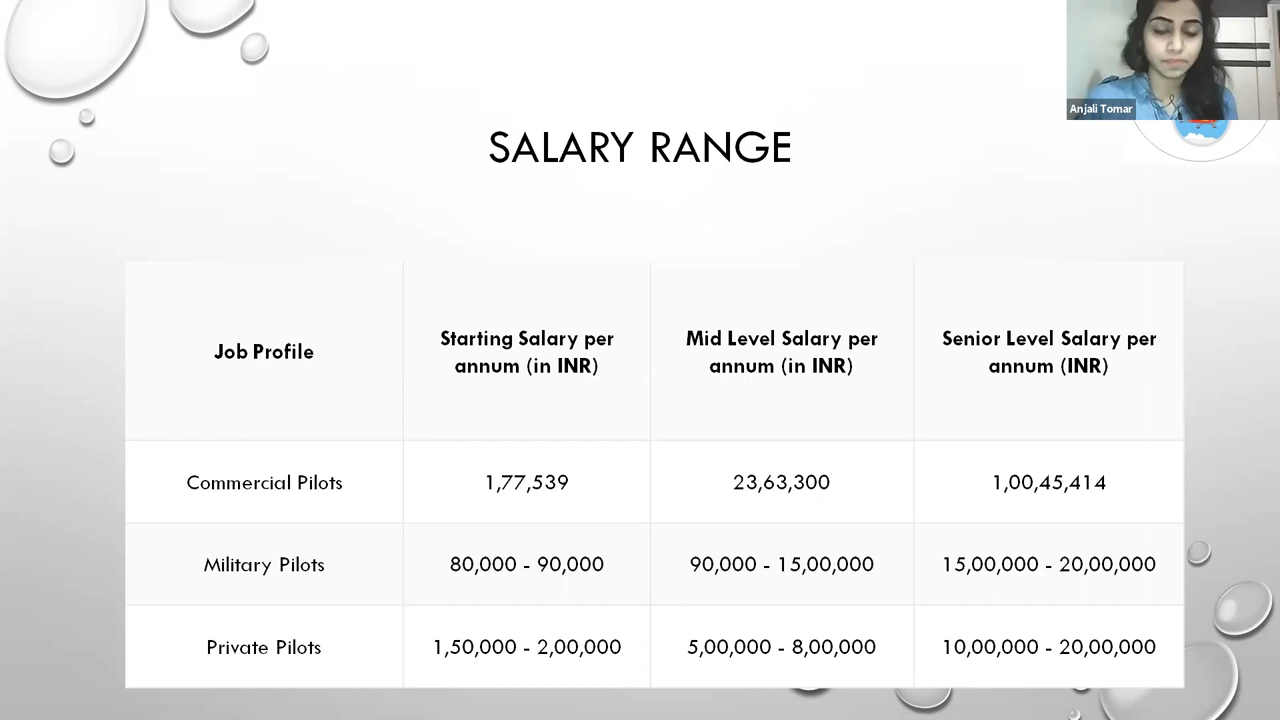 Anjali Tomar
SALARY RANGE
Job Profile
Starting Salary per
annum (in INR)
Mid Level Salary per
annum (in INR)
Senior Level Salary per
annum (INR)
Commercial Pilots
1,77,539
23,63,300
1,00,45,414
Military Pilots
80,000 - 90,000
90,000 - 15,00,000
15,00,000 - 20,00,000
Private Pilots
1,50,000 - 2,00,000
5,00,000 - 8,00,000
10,00,000 - 20,00,000